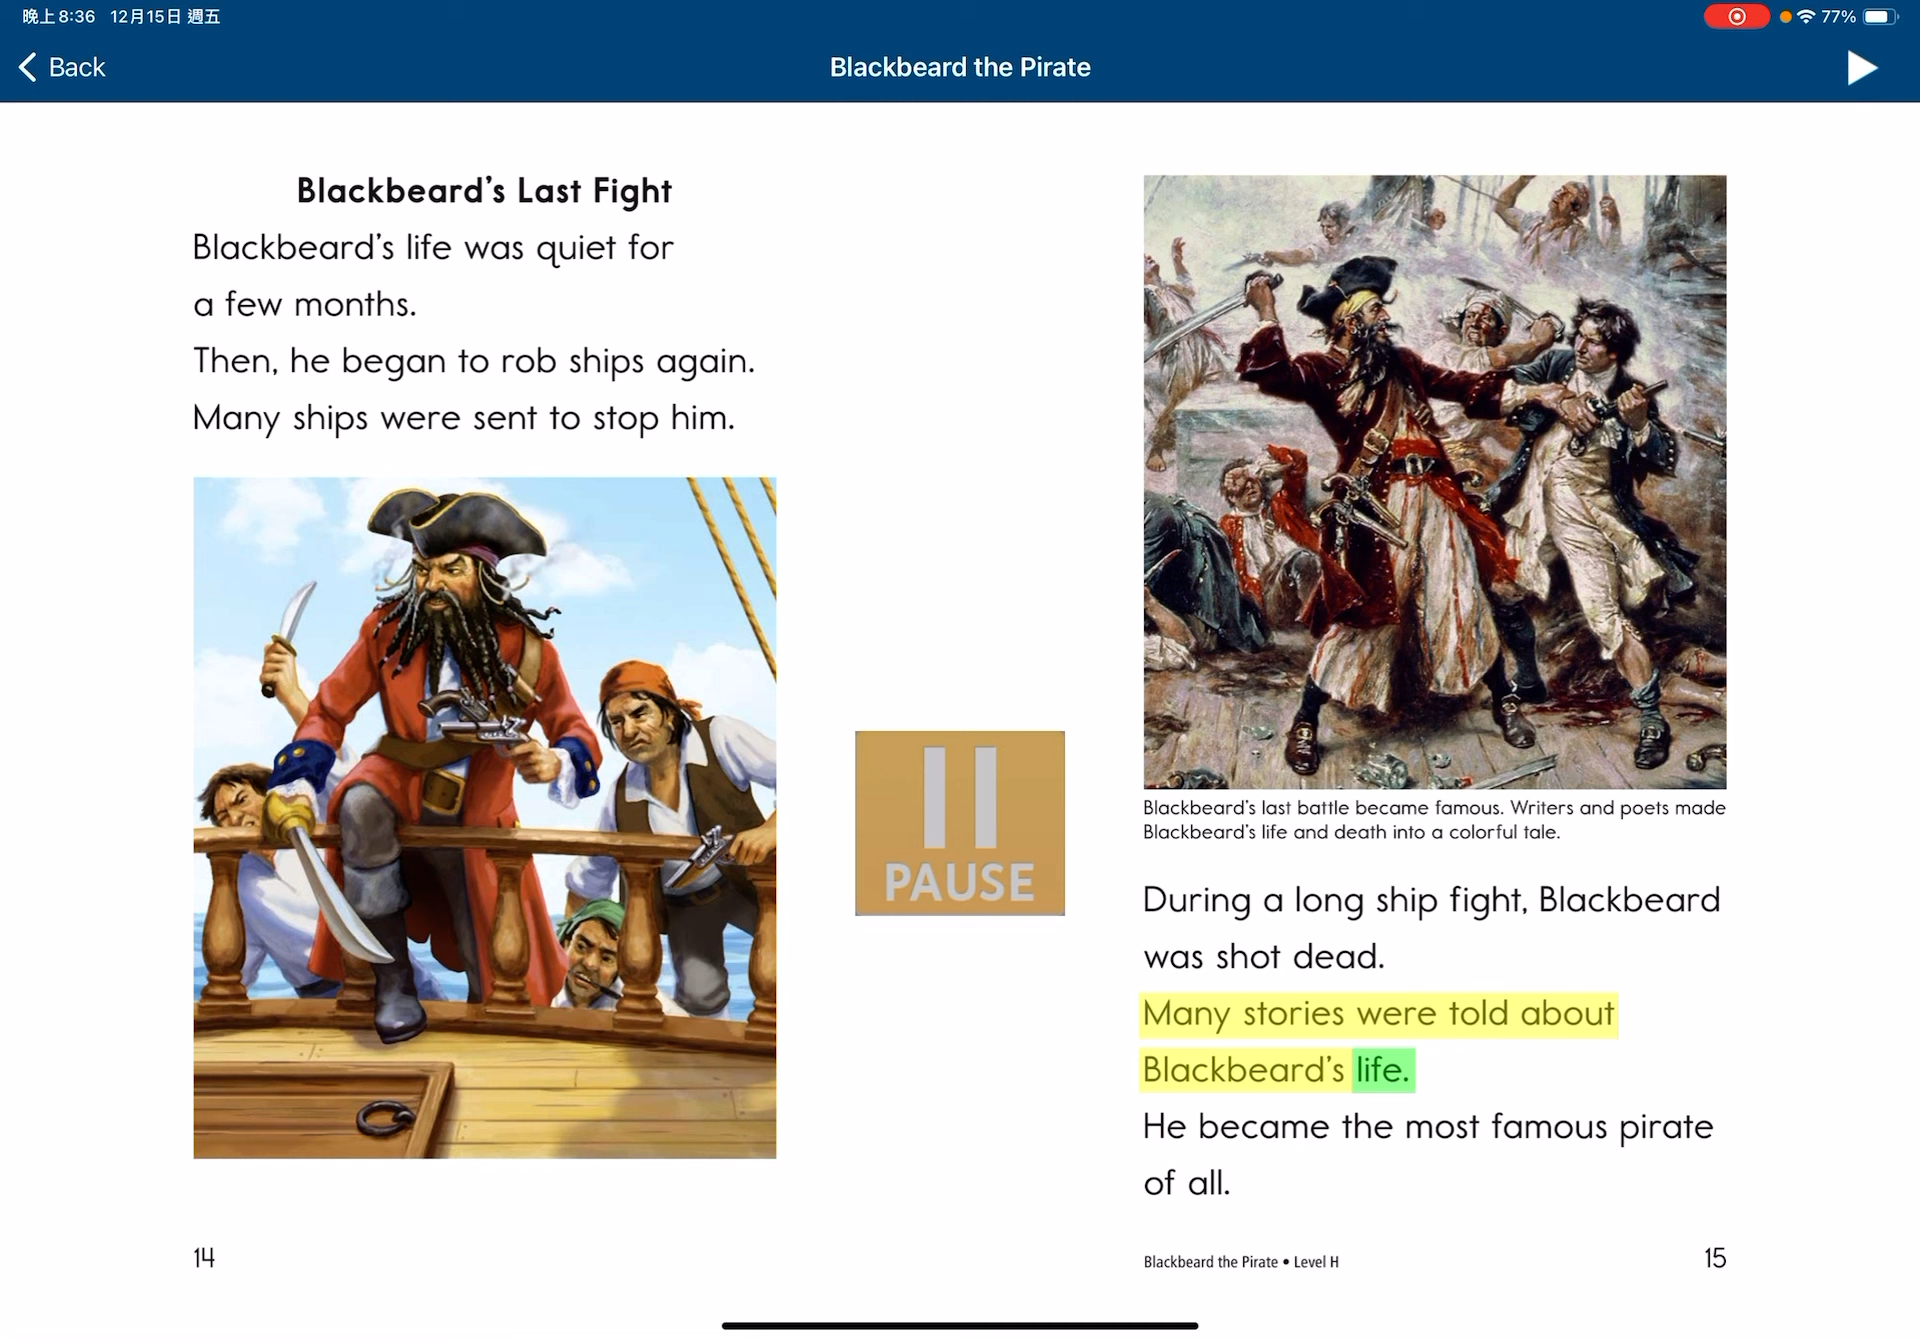 晚上8:36 12月15日 週五
77%
Back
Blackbeard the Pirate
Blackbeard's Last Fight
Blackbeard's life was quiet for
a few months.
Then, he began to rob ships again.
Many ships were sent to stop him.
14
PAUSE
Blackbeard's last battle became famous. Writers and poets made
Blackbeard's life and death into a colorful tale.
During a long ship fight, Blackbeard
was shot dead.
Many stories were told about
Blackbeard's life.
He became the most famous pirate
of all.
Blackbeard the Pirate • Level H
15